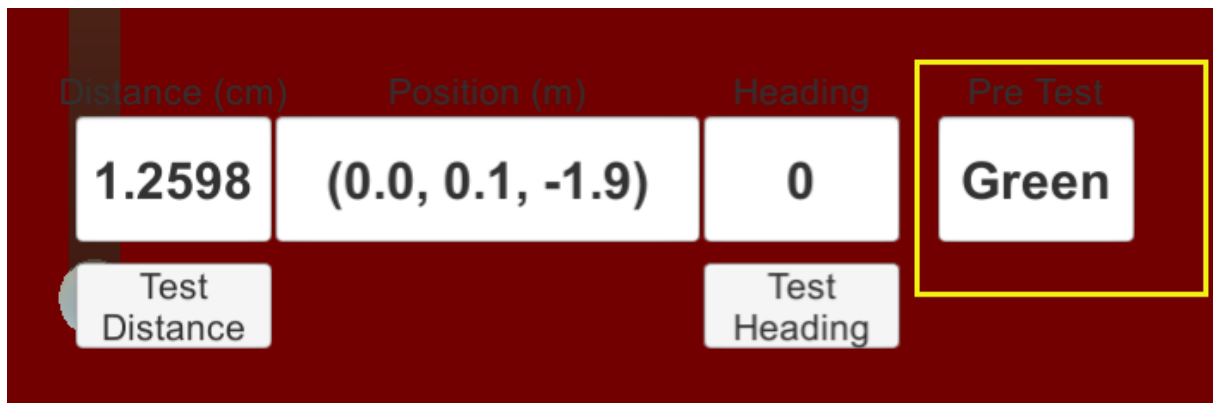 Distance (cm) Position (m) Heading Pre Test
1.2598 (0.0, 0.1, -1.9) 0 Green
Test Test
Distance Heading